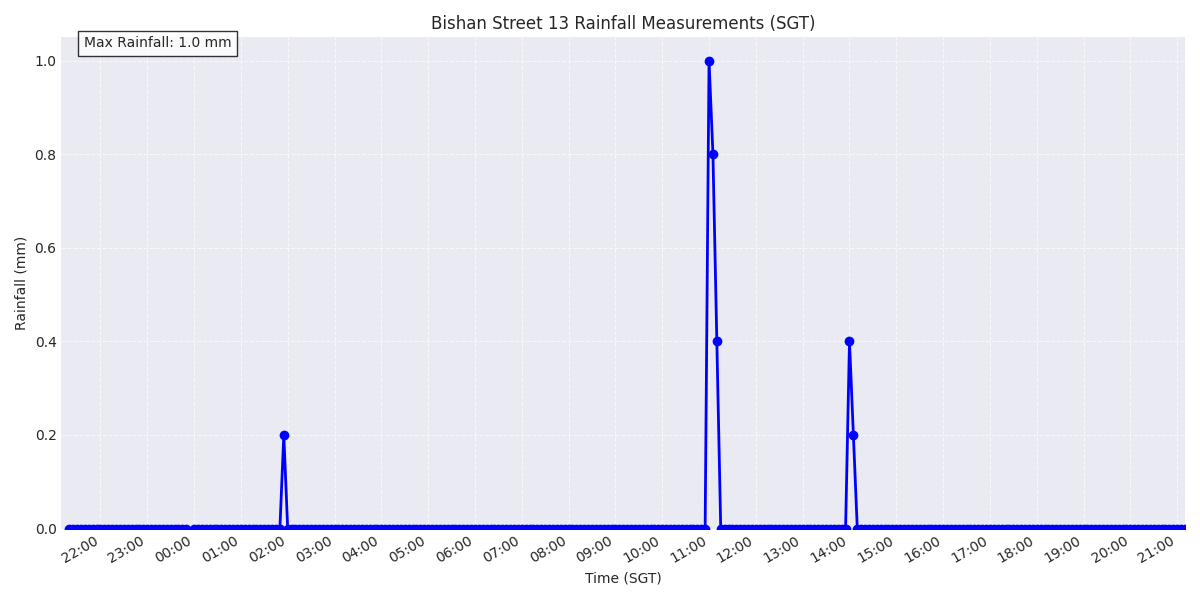 Bishan Street 13 Rainfall Measurements (SGT)
Max Rainfall: 1.0 mm
1.0
0.8
0.6
0.4
0.2
0.0
Rainfall (mm)
22:00 23:00 00:00 01:00 02:00 03:00 04:00 05:00 06:00 07:00 08:00 09:00 10:00 11:00 12:00 13:00 14:00 15:00 16:00 17:00 18:00 19:00 20:00 21:00
Time (SGT)